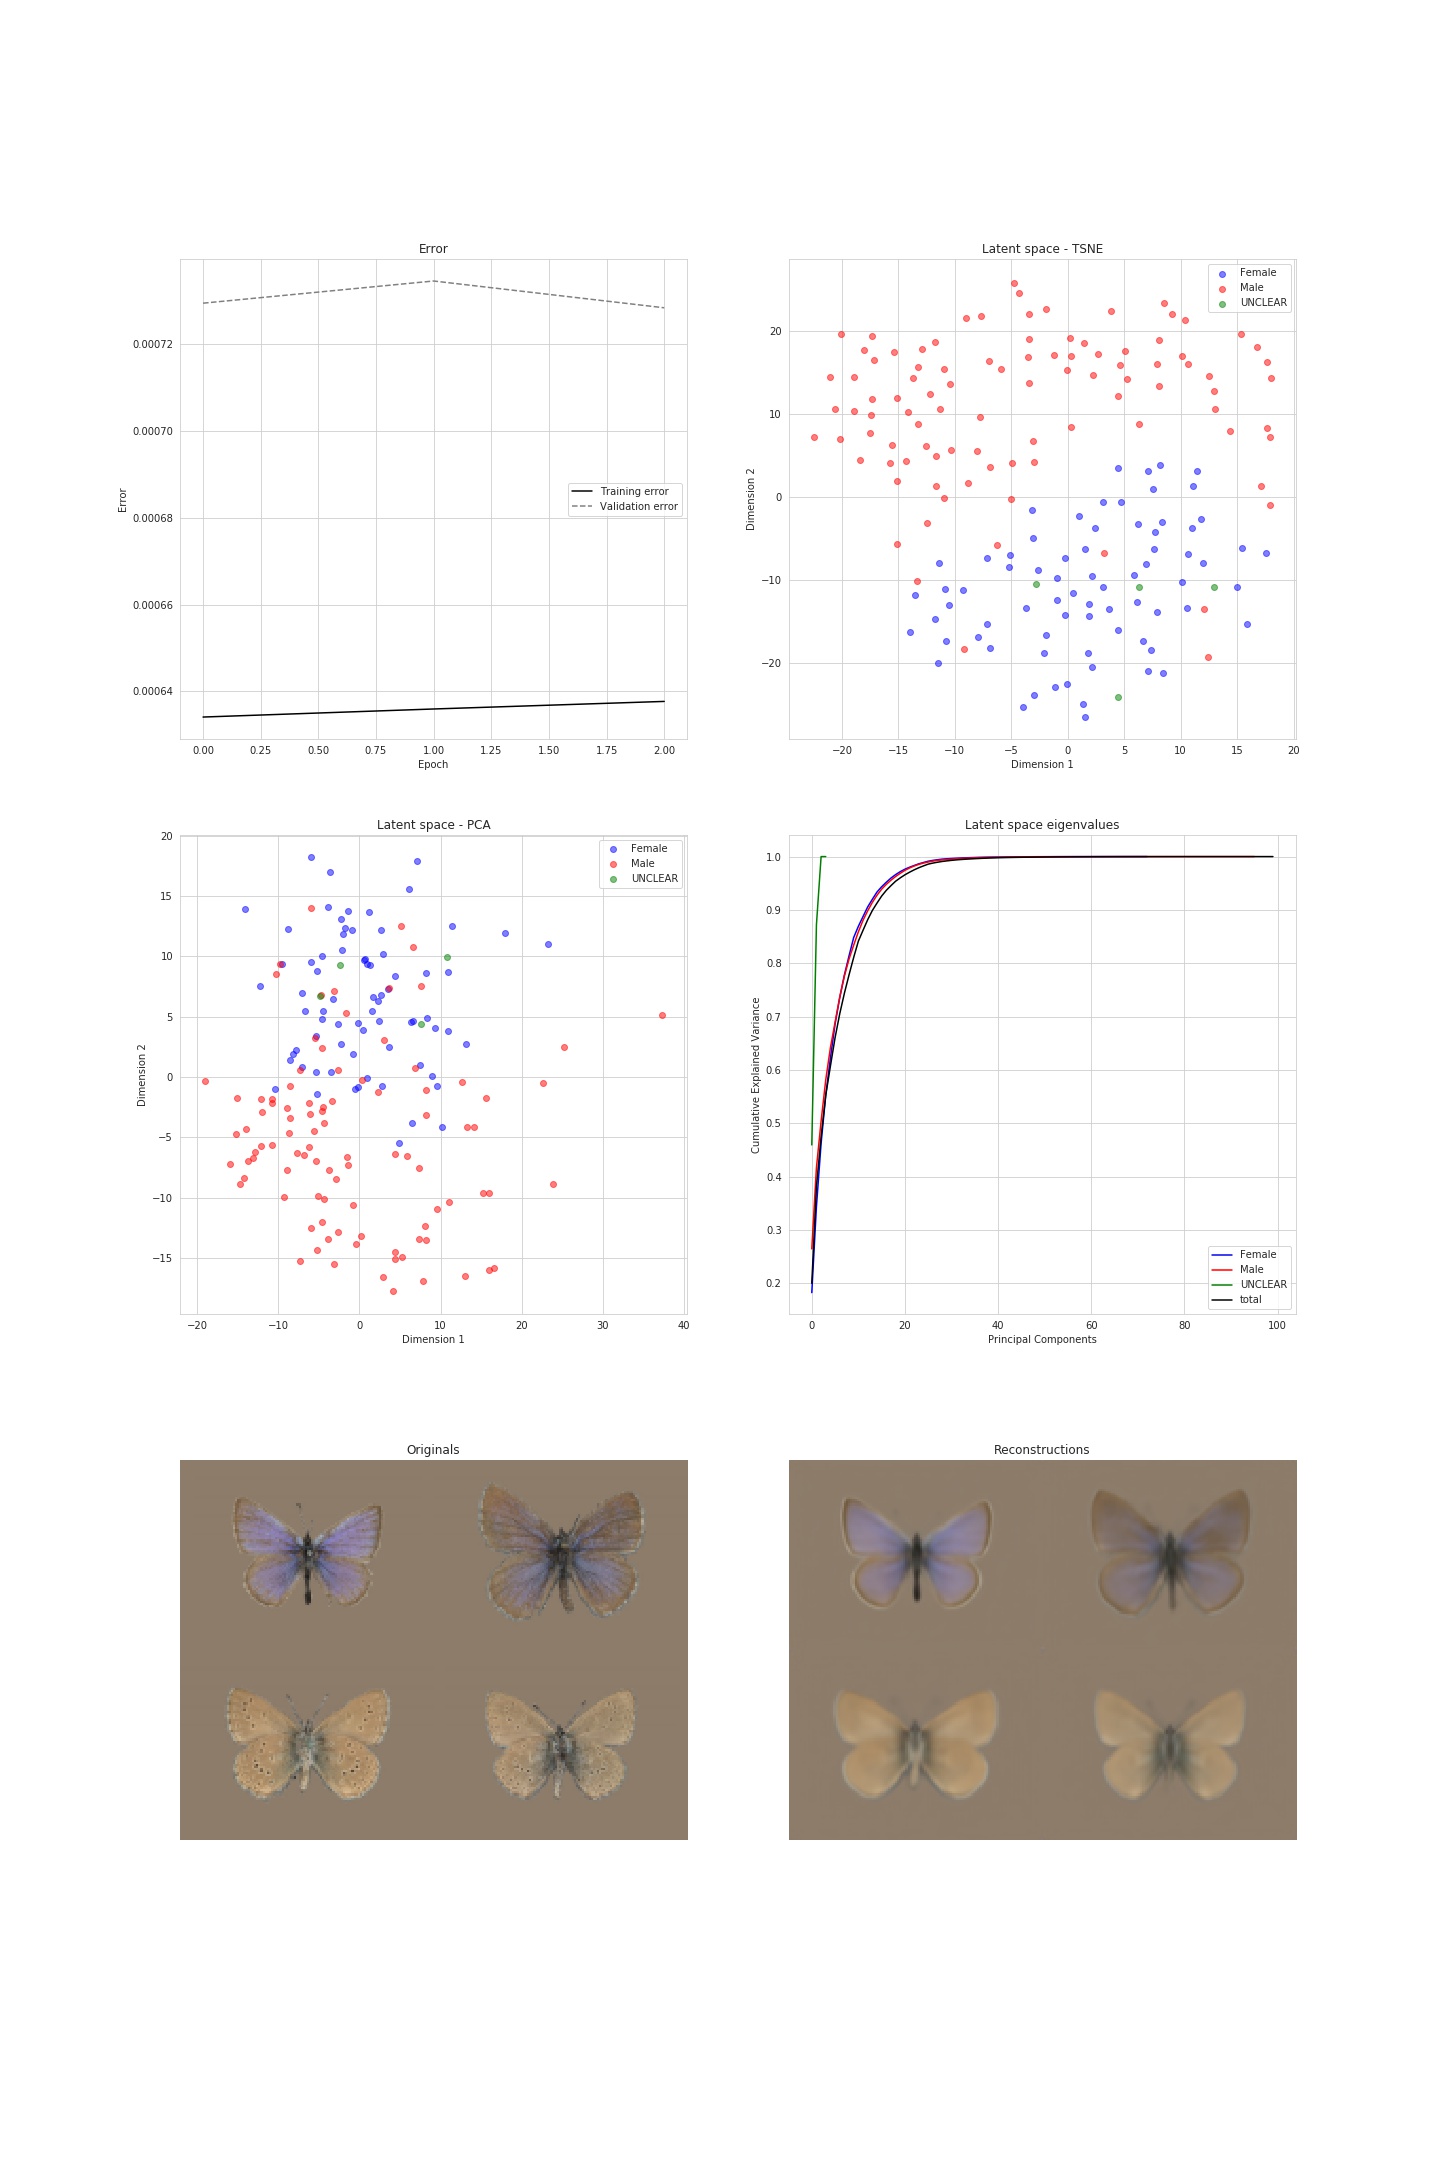 Error
0.00072
0.00070
0.00068
0.00066
0.00064
Error
Training error
Validation error
0.00 0.25 0.50 0.75 1.00 1.25 1.50 1.75 2.00
Epoch
Latent space - TSNE
Female
Male
UNCLEAR
20
10
0
−10
−20
Dimension 2
−20 −15 −10 −5 0 5 10 15 20
Dimension 1
Latent space - PCA
Female
Male
UNCLEAR
20
15
10
5
0
−5
−10
−15
Dimension 2
−20 −10 0 10 20 30 40
Dimension 1
Latent space eigenvalues
1.0
0.9
0.8
0.7
0.6
0.5
0.4
0.3
0.2
Cumulative Explained Variance
Female
Male
UNCLEAR
total
0 20 40 60 80 100
Principal Components
Originals
Reconstructions